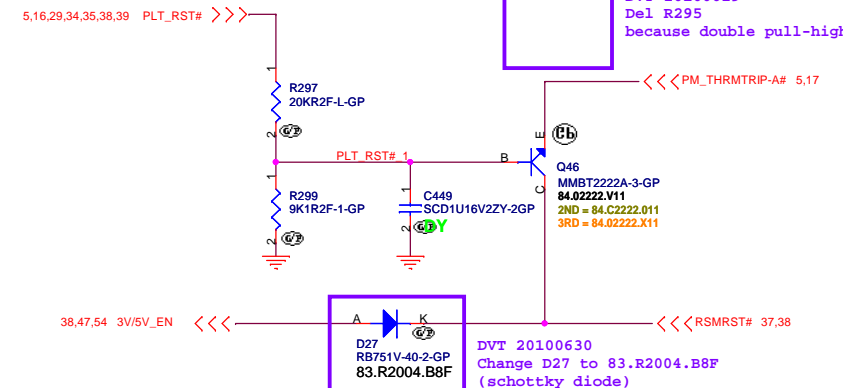 Del R295
because double pull-high
5,16,29,34,35,38,39 PLT_RST#
PM_THRMTRIP-A# 5,17
1
R297
20KR2F-L-GP
2
G/P
PLT_RST#_1
B
E
C
Q46
MMBT2222A-3-GP
84.02222.V11
2ND = 84.C2222.011
3RD = 84.02222.X11
1
R299
9K1R2F-1-GP
2
G/P
1
C449
SCD1U16V2ZY-2GP
2
DY
38,47,54 3V/5V_EN
A
K
G/P
D27
RB751V-40-2-GP
83.R2004.B8F
RSMRST# 37,38
DVT 20100630
Change D27 to 83.R2004.B8F
(schottky diode)